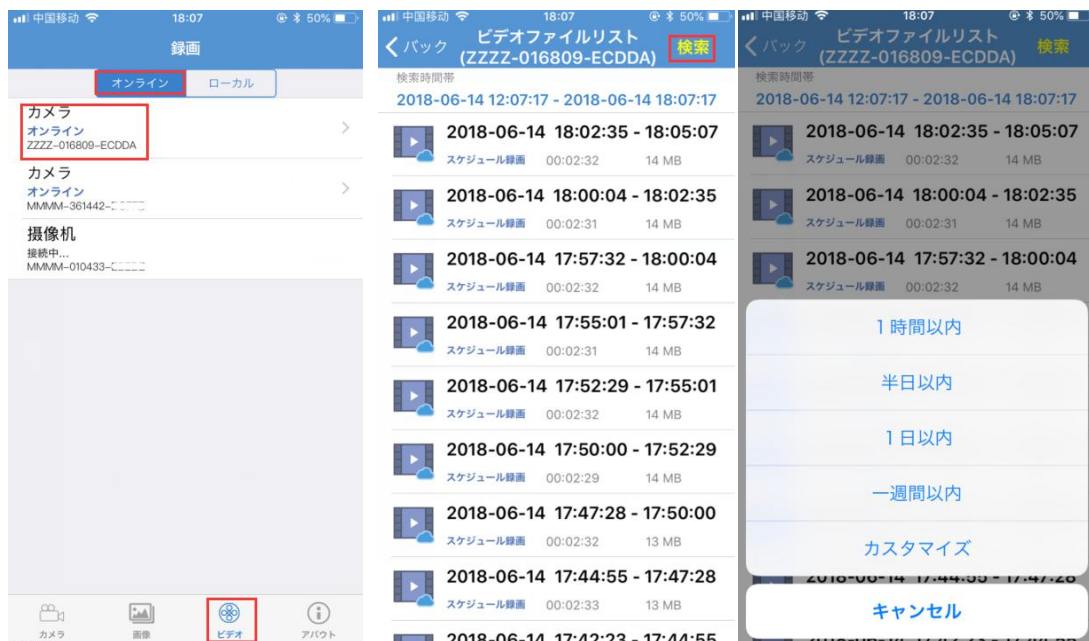 中国移动 18:07 50%
録画
オンライン ローカル
カメラ
オンライン
ZZZZ-016809-ECDDA
カメラ
オンライン
MMMM-361442-
摄像机
接続中...
MMMM-010433-
カメラ 画像 ビデオ アバウト
中国移动 18:07 50%
バック ビデオファイルリスト 検索
(ZZZZ-016809-ECDDA)
検索時間帯
2018-06-14 12:07:17 - 2018-06-14 18:07:17
2018-06-14 18:02:35 - 18:05:07
スケジュール録画 00:02:32 14 MB
2018-06-14 18:00:04 - 18:02:35
スケジュール録画 00:02:31 14 MB
2018-06-14 17:57:32 - 18:00:04
スケジュール録画 00:02:32 14 MB
2018-06-14 17:55:01 - 17:57:32
スケジュール録画 00:02:31 14 MB
2018-06-14 17:52:29 - 17:55:01
スケジュール録画 00:02:32 14 MB
2018-06-14 17:50:00 - 17:52:29
スケジュール録画 00:02:29 14 MB
2018-06-14 17:47:28 - 17:50:00
スケジュール録画 00:02:32 13 MB
2018-06-14 17:44:55 - 17:47:28
スケジュール録画 00:02:33 13 MB
2018-06-14 17:42:23 - 17:44:55
中国移动 18:07 50%
バック ビデオファイルリスト 検索
(ZZZZ-016809-ECDDA)
検索時間帯
2018-06-14 12:07:17 - 2018-06-14 18:07:17
2018-06-14 18:02:35 - 18:05:07
スケジュール録画 00:02:32 14 MB
2018-06-14 18:00:04 - 18:02:35
スケジュール録画 00:02:31 14 MB
2018-06-14 17:57:32 - 18:00:04
スケジュール録画 00:02:32 14 MB
1時間以内
半日以内
1日以内
一週間以内
カスタマイズ
2018-06-14 17:44:55 - 17:47:28
キャンセル